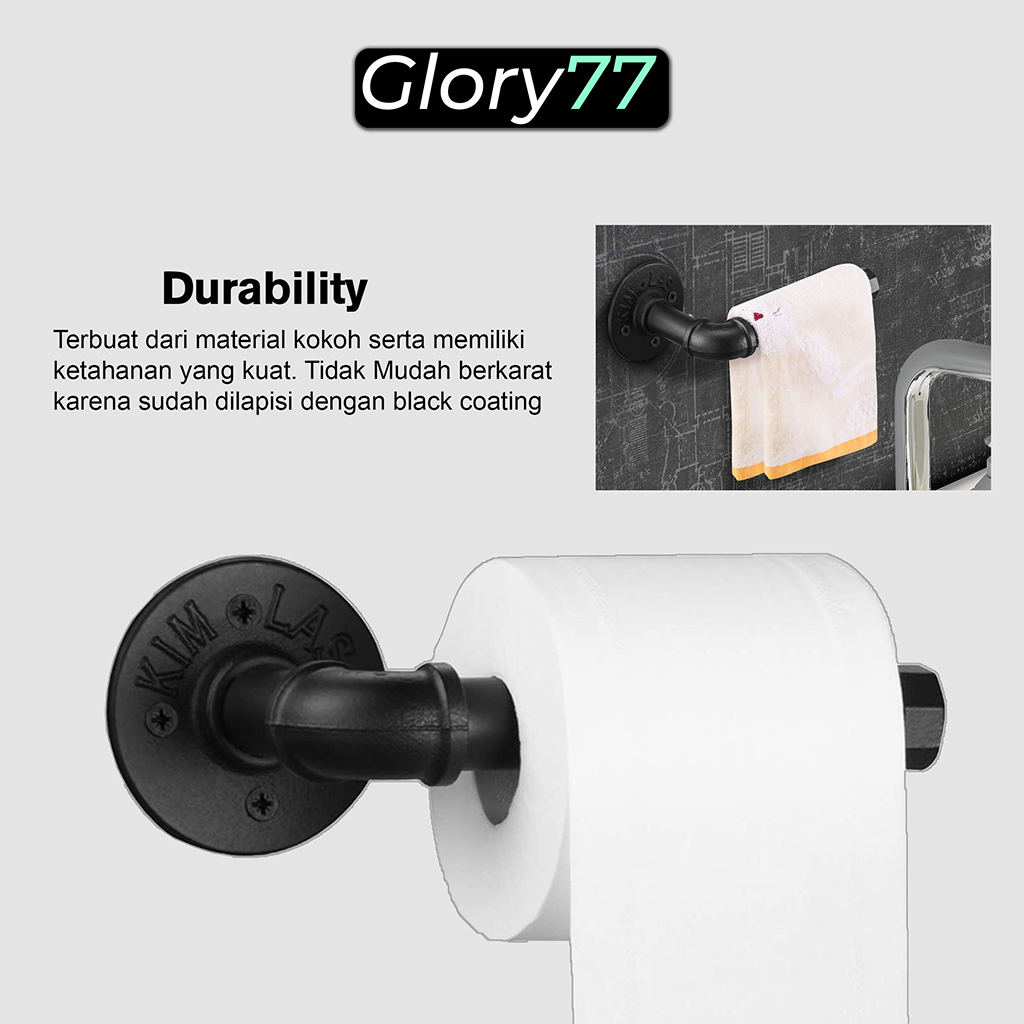 Glory77
Durability
Terbuat dari material kokoh serta memiliki
ketahanan yang kuat. Tidak Mudah berkarat
karena sudah dilapisi dengan black coating
KIM LAS
KIM